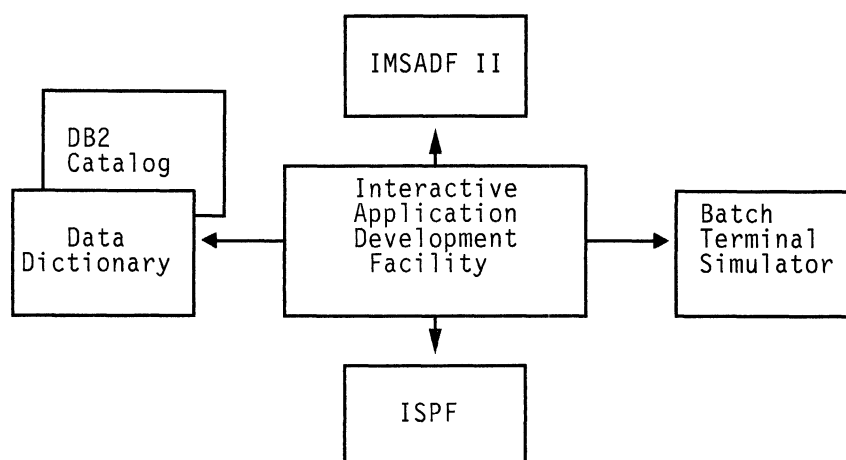 IMSADF II
DB2
Catalog
Data
Dictionary
Interactive
Application
Development
Facility
Batch
Terminal
Simulator
ISPF